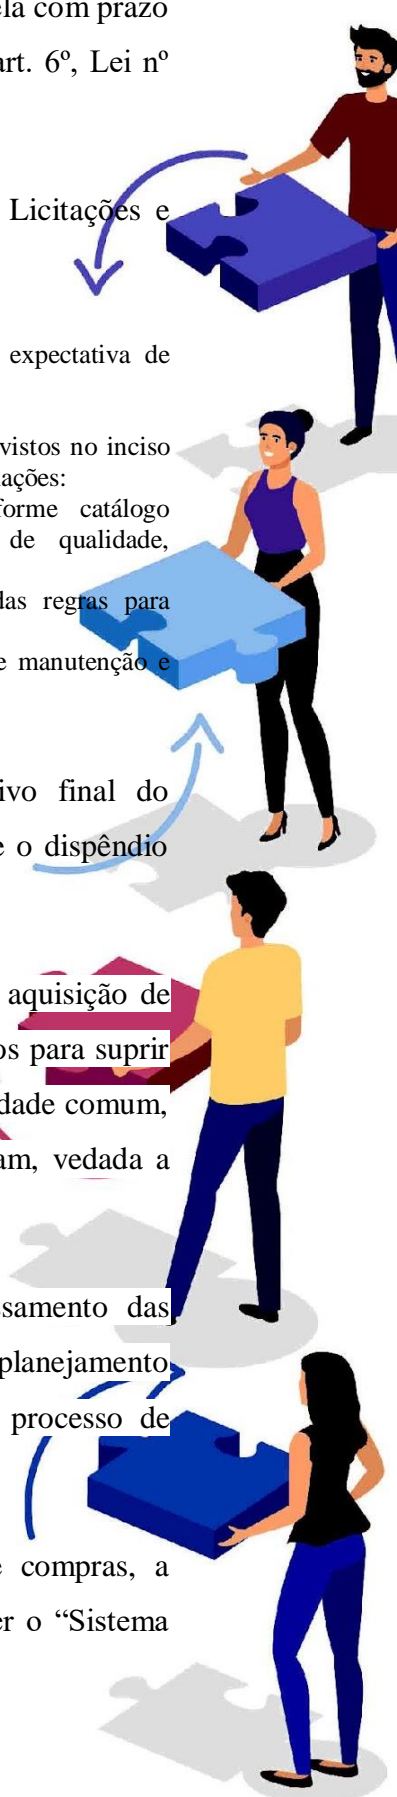 ela com prazo
art. 6º, Lei nº
Licitações e
expectativa de
vistos no inciso
ações:
forme catálogo
de qualidade,
das regras para
e manutenção e
ivo final do
e o dispêndio
aquisição de
os para suprir
dade comum,
am, vedada a
ssamento das
planejamento
processo de
e compras, a
er o “Sistema